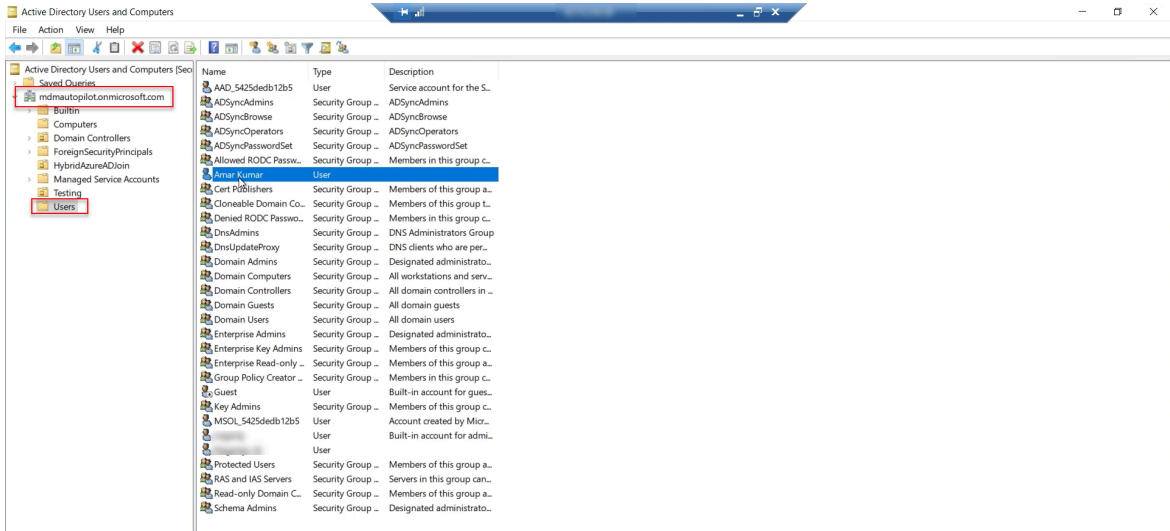 Active Directory Users and Computers
File Action View Help
Active Directory Users and Computers [Seco
Saved Queries
mdmautopilot.onmicrosoft.com
Builtin
Computers
Domain Controllers
ForeignSecurityPrincipals
HybridAzureADJoin
Managed Service Accounts
Testing
Users
Name Type Description
AAD_5425dedb12b5 User Service account for the S...
ADSyncAdmins Security Group ... ADSyncAdmins
ADSyncBrowse Security Group ... ADSyncBrowse
ADSyncOperators Security Group ... ADSyncOperators
ADSyncPasswordSet Security Group ... ADSyncPasswordSet
Allowed RODC Passw... Security Group ... Members in this group c...
Amar Kumar User
Cert Publishers Security Group ... Members of this group a...
Cloneable Domain Co... Security Group ... Members of this group t...
Denied RODC Passwo... Security Group ... Members in this group c...
DnsAdmins Security Group ... DNS Administrators Group
DnsUpdateProxy Security Group ... DNS clients who are per...
Domain Admins Security Group ... Designated administrato...
Domain Computers Security Group ... All workstations and serv...
Domain Controllers Security Group ... All domain controllers in ...
Domain Guests Security Group ... All domain guests
Domain Users Security Group ... All domain users
Enterprise Admins Security Group ... Designated administrato...
Enterprise Key Admins Security Group ... Members of this group c...
Enterprise Read-only ... Security Group ... Members of this group a...
Group Policy Creator ... Security Group ... Members in this group c...
Guest User Built-in account for gues...
Key Admins Security Group ... Members of this group c...
MSOL_5425dedb12b5 User Account created by Micr...
User Built-in account for admi...
User
Protected Users Security Group ... Members of this group a...
RAS and IAS Servers Security Group ... Servers in this group can...
Read-only Domain C... Security Group ... Members of this group a...
Schema Admins Security Group ... Designated administrato...